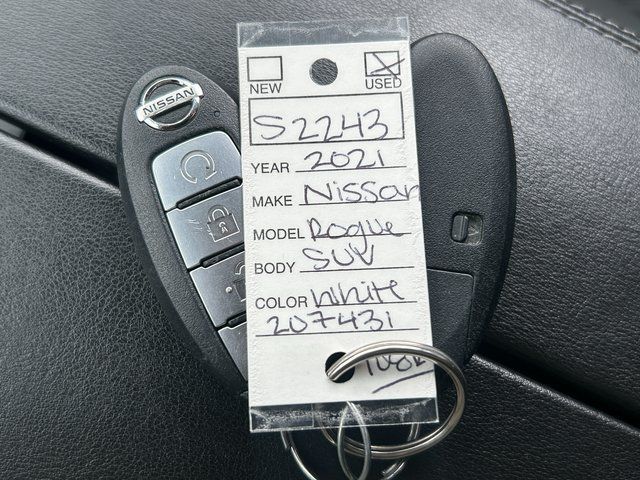 NISSAN
NEW USED
S2243
YEAR 2021
MAKE Nissan
MODEL Rogue
BODY SUV
COLOR White
207431